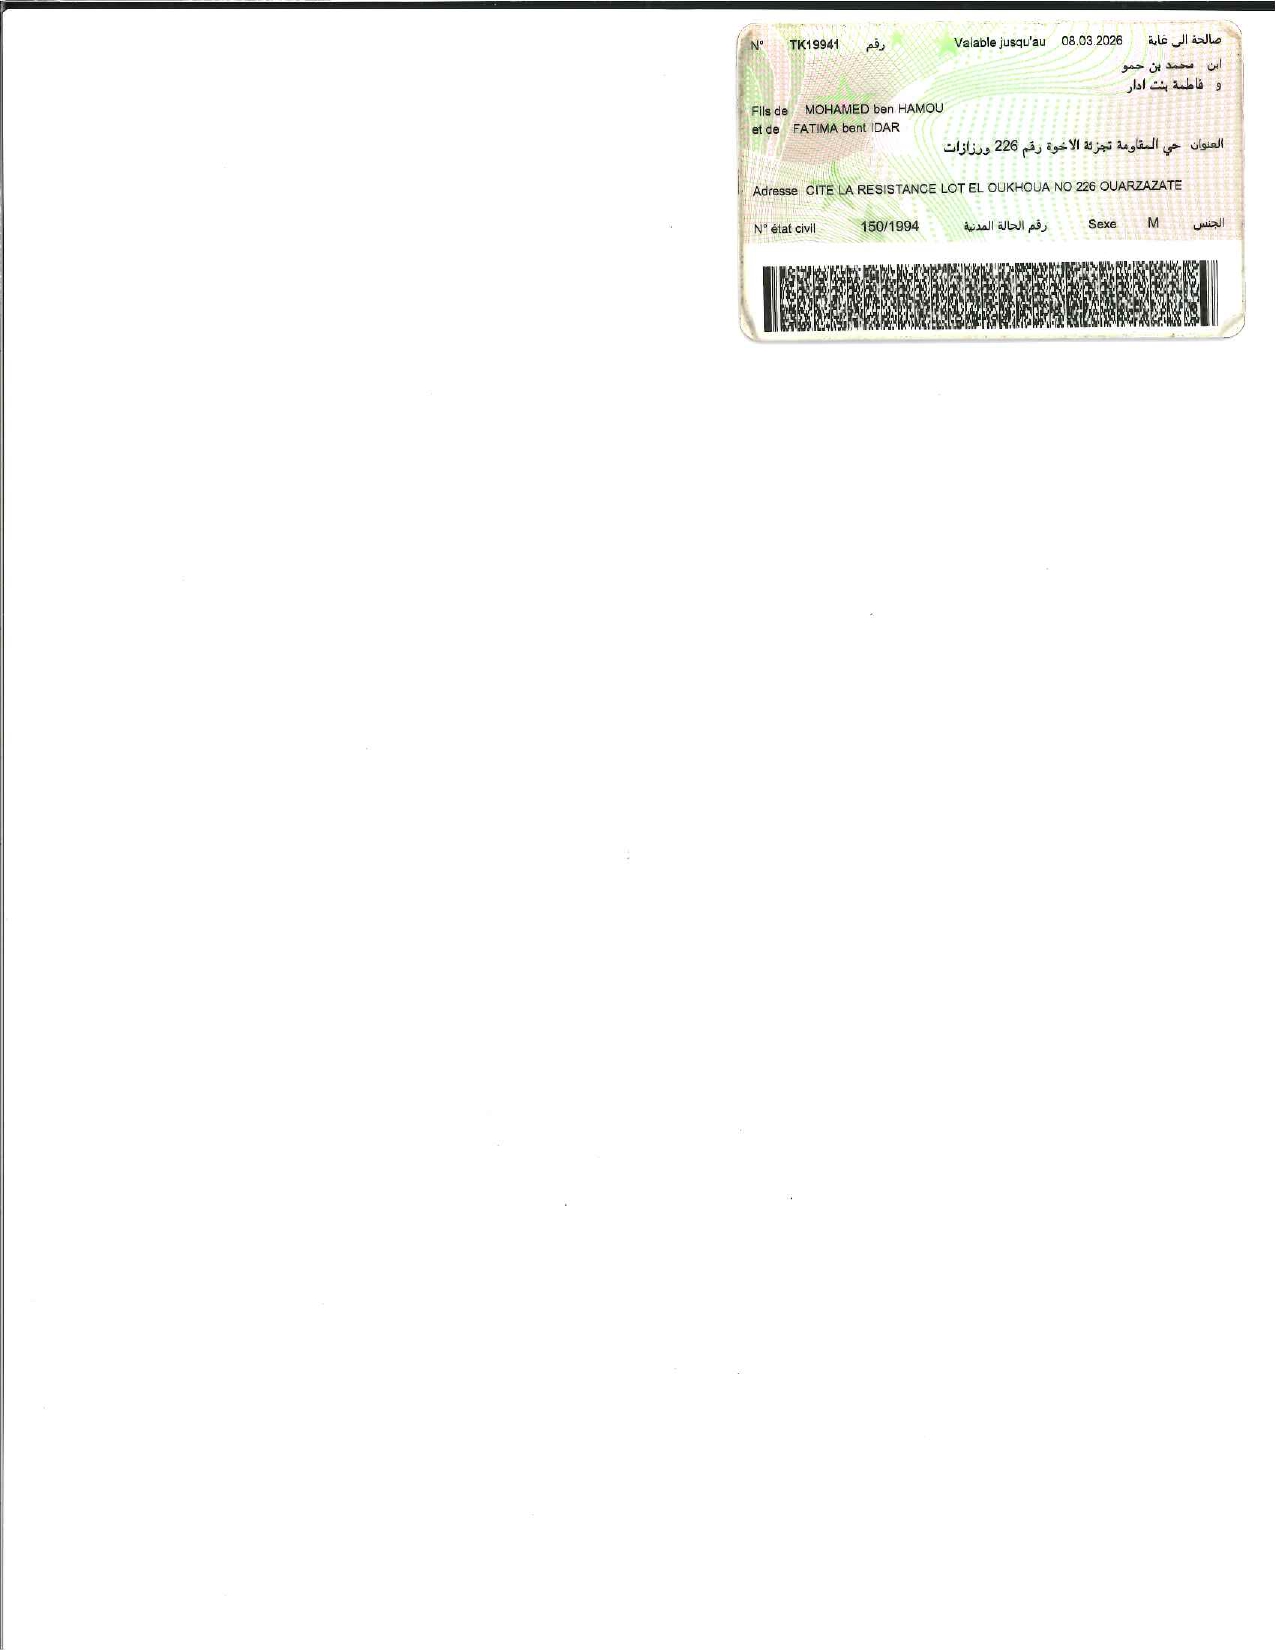 N° TK19941 رقم Valable jusqu'au 08.03.2026 صالحة الى غاية
ابن محمد بن حمو
و فاطمة بنت ادار
Fils de MOHAMED ben HAMOU
et de FATIMA bent IDAR
العنوان حي المقاومة تجزئة الاخوة رقم 226 ورزازات
Adresse CITE LA RESISTANCE LOT EL OUKHOUA NO 226 OUARZAZATE
N° état civil 150/1994 رقم الحالة المدنية Sexe M الجنس